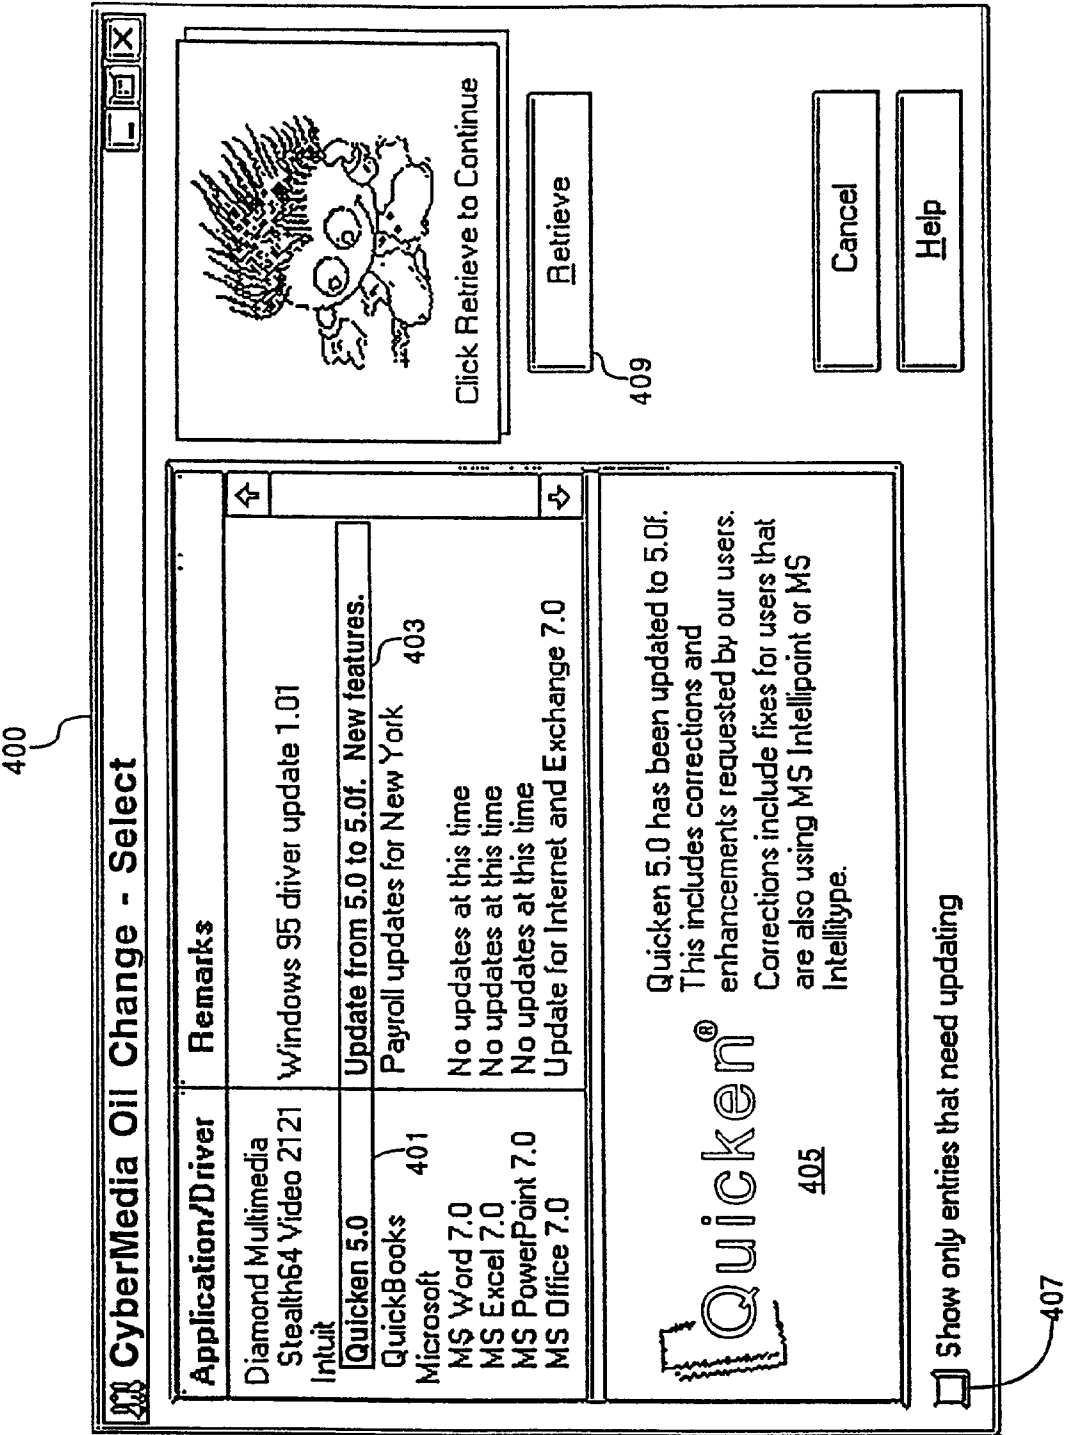 400
CyberMedia Oil Change - Select
Application/Driver Remarks
Diamond Multimedia
Stealth64 Video 2121 Windows 95 driver update 1.01
Intuit
Quicken 5.0 Update from 5.0 to 5.0f. New features.
QuickBooks Payroll updates for New York
401 403
Microsoft
MS Word 7.0 No updates at this time
MS Excel 7.0 No updates at this time
MS PowerPoint 7.0 No updates at this time
MS Office 7.0 Update for Internet and Exchange 7.0
Quicken®
405
Quicken 5.0 has been updated to 5.0f.
This includes corrections and
enhancements requested by our users.
Corrections include fixes for users that
are also using MS Intellipoint or MS
Intellitype.
Show only entries that need updating
407
Click Retrieve to Continue
Retrieve
409
Cancel
Help